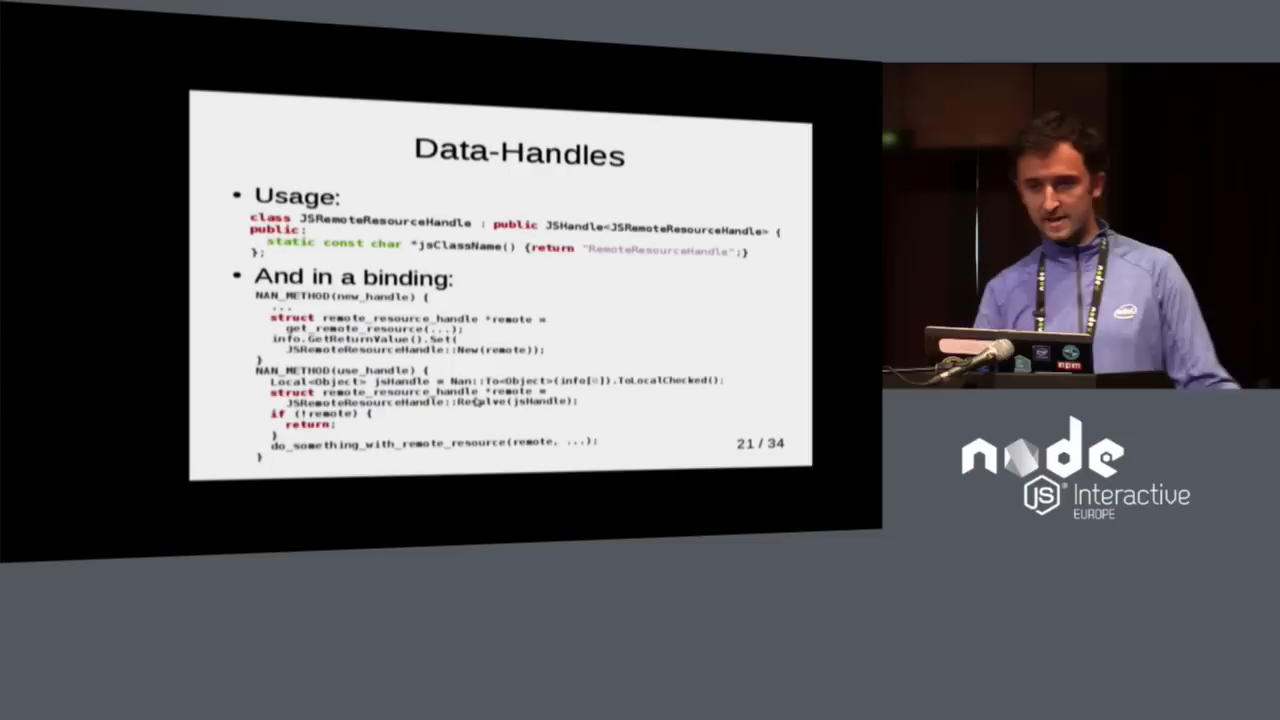 Data-Handles
• Usage:
class JSRemoteResourceHandle : public JSHandle<JSRemoteResourceHandle> {
public:
static const char *jsClassName() {return "RemoteResourceHandle";}
};
• And in a binding:
NAN_METHOD(new_handle) {
...
struct remote_resource_handle *remote =
get_remote_resource(...);
info.GetReturnValue().Set(
JSRemoteResourceHandle::New(remote));
}
NAN_METHOD(use_handle) {
Local<Object> jsHandle = Nan::To<Object>(info[0]).ToLocalChecked();
struct remote_resource_handle *remote =
JSRemoteResourceHandle::Resolve(jsHandle);
if (!remote) {
return;
}
do_something_with_remote_resource(remote, ...);
}
21 / 34
intel
npm
node
node
JS Interactive
EUROPE